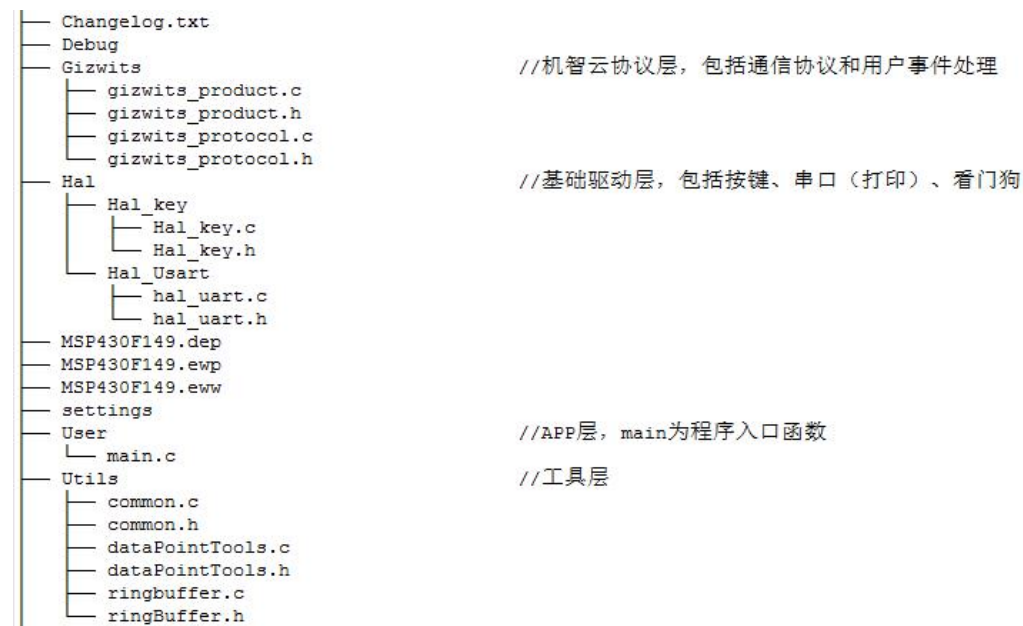 ├── Changelog.txt
├── Debug
├── Gizwits //机智云协议层，包括通信协议和用户事件处理
│   ├── gizwits_product.c
│   ├── gizwits_product.h
│   ├── gizwits_protocol.c
│   └── gizwits_protocol.h
├── Hal //基础驱动层，包括按键、串口（打印）、看门狗
│   ├── Hal_key
│   │   ├── Hal_key.c
│   │   └── Hal_key.h
│   └── Hal_Usart
│       ├── hal_uart.c
│       └── hal_uart.h
├── MSP430F149.dep
├── MSP430F149.ewp
├── MSP430F149.eww
├── settings
├── User //APP层，main为程序入口函数
│   └── main.c
├── Utils //工具层
│   ├── common.c
│   ├── common.h
│   ├── dataPointTools.c
│   ├── dataPointTools.h
│   ├── ringbuffer.c
│   └── ringBuffer.h